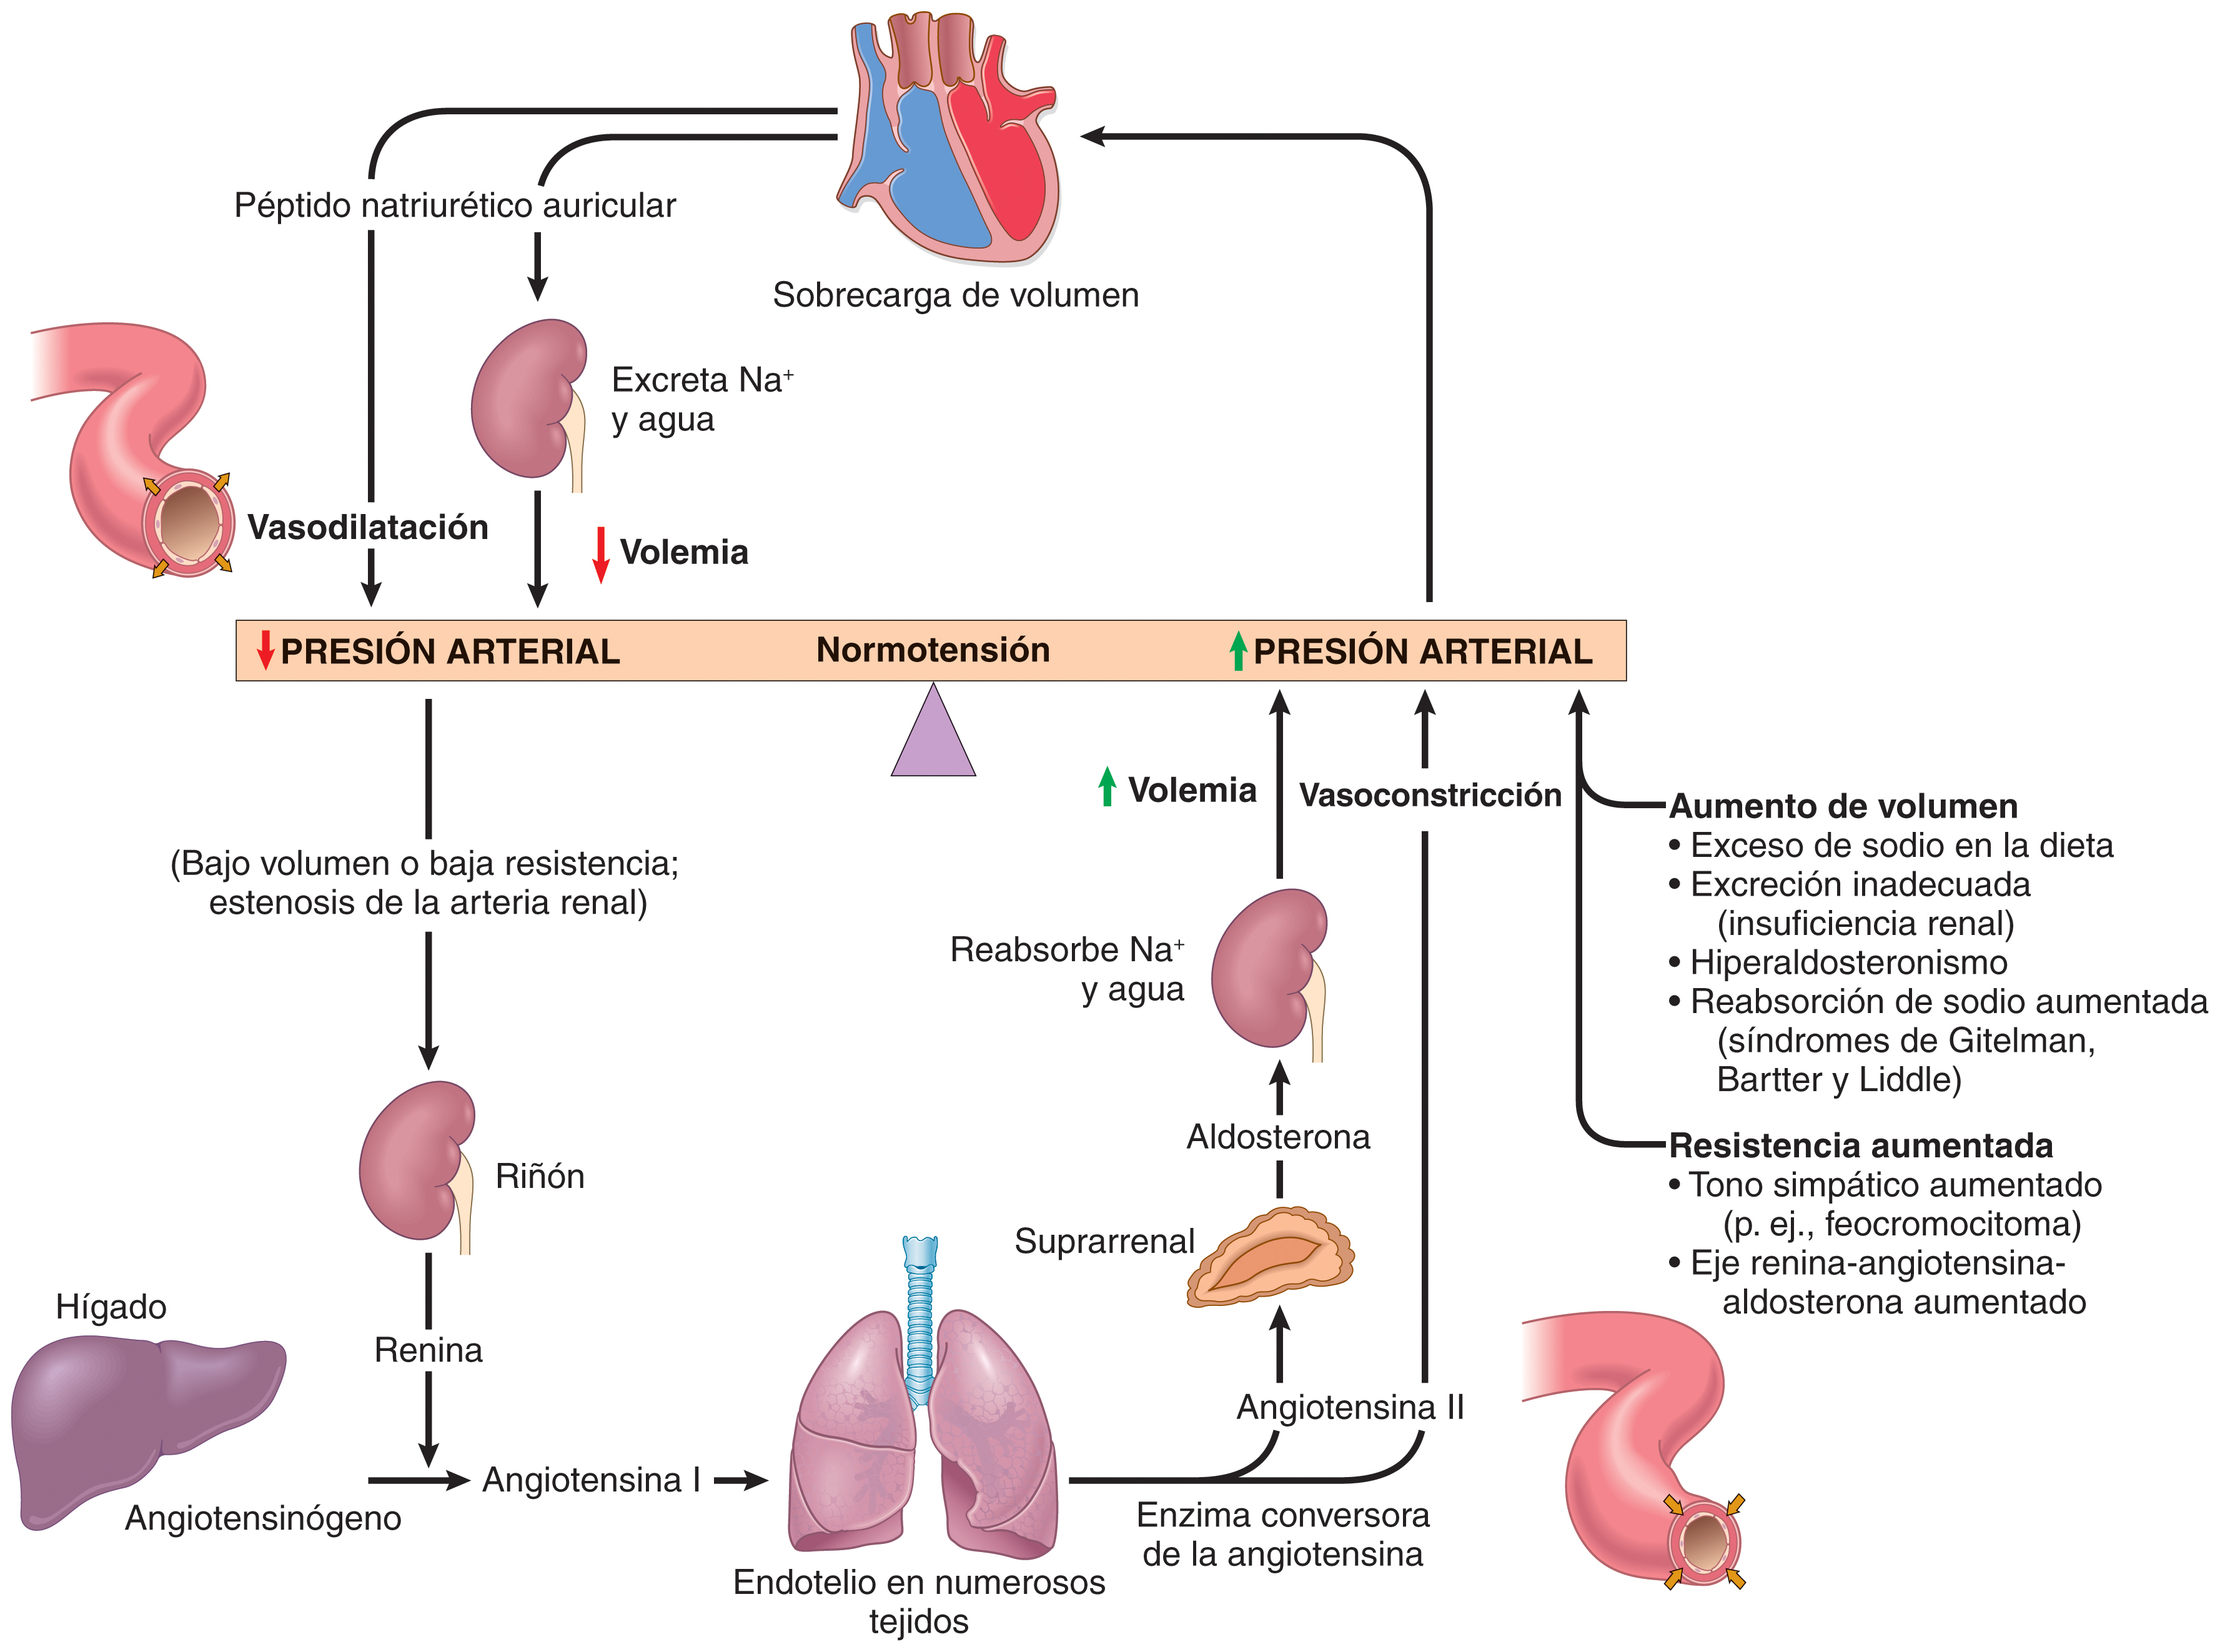 Péptido natriurético auricular
Sobrecarga de volumen
Excreta Na⁺
y agua
Vasodilatación
Volemia
PRESIÓN ARTERIAL
Normotensión
PRESIÓN ARTERIAL
Volemia
Vasoconstricción
(Bajo volumen o baja resistencia;
estenosis de la arteria renal)
Reabsorbe Na⁺
y agua
Aumento de volumen
• Exceso de sodio en la dieta
• Excreción inadecuada
(insuficiencia renal)
• Hiperaldosteronismo
• Reabsorción de sodio aumentada
(síndromes de Gitelman,
Bartter y Liddle)
Aldosterona
Resistencia aumentada
• Tono simpático aumentado
(p. ej., feocromocitoma)
• Eje renina-angiotensina-
aldosterona aumentado
Riñón
Suprarrenal
Hígado
Renina
Angiotensina II
Angiotensinógeno
Angiotensina I
Enzima conversora
de la angiotensina
Endotelio en numerosos
tejidos